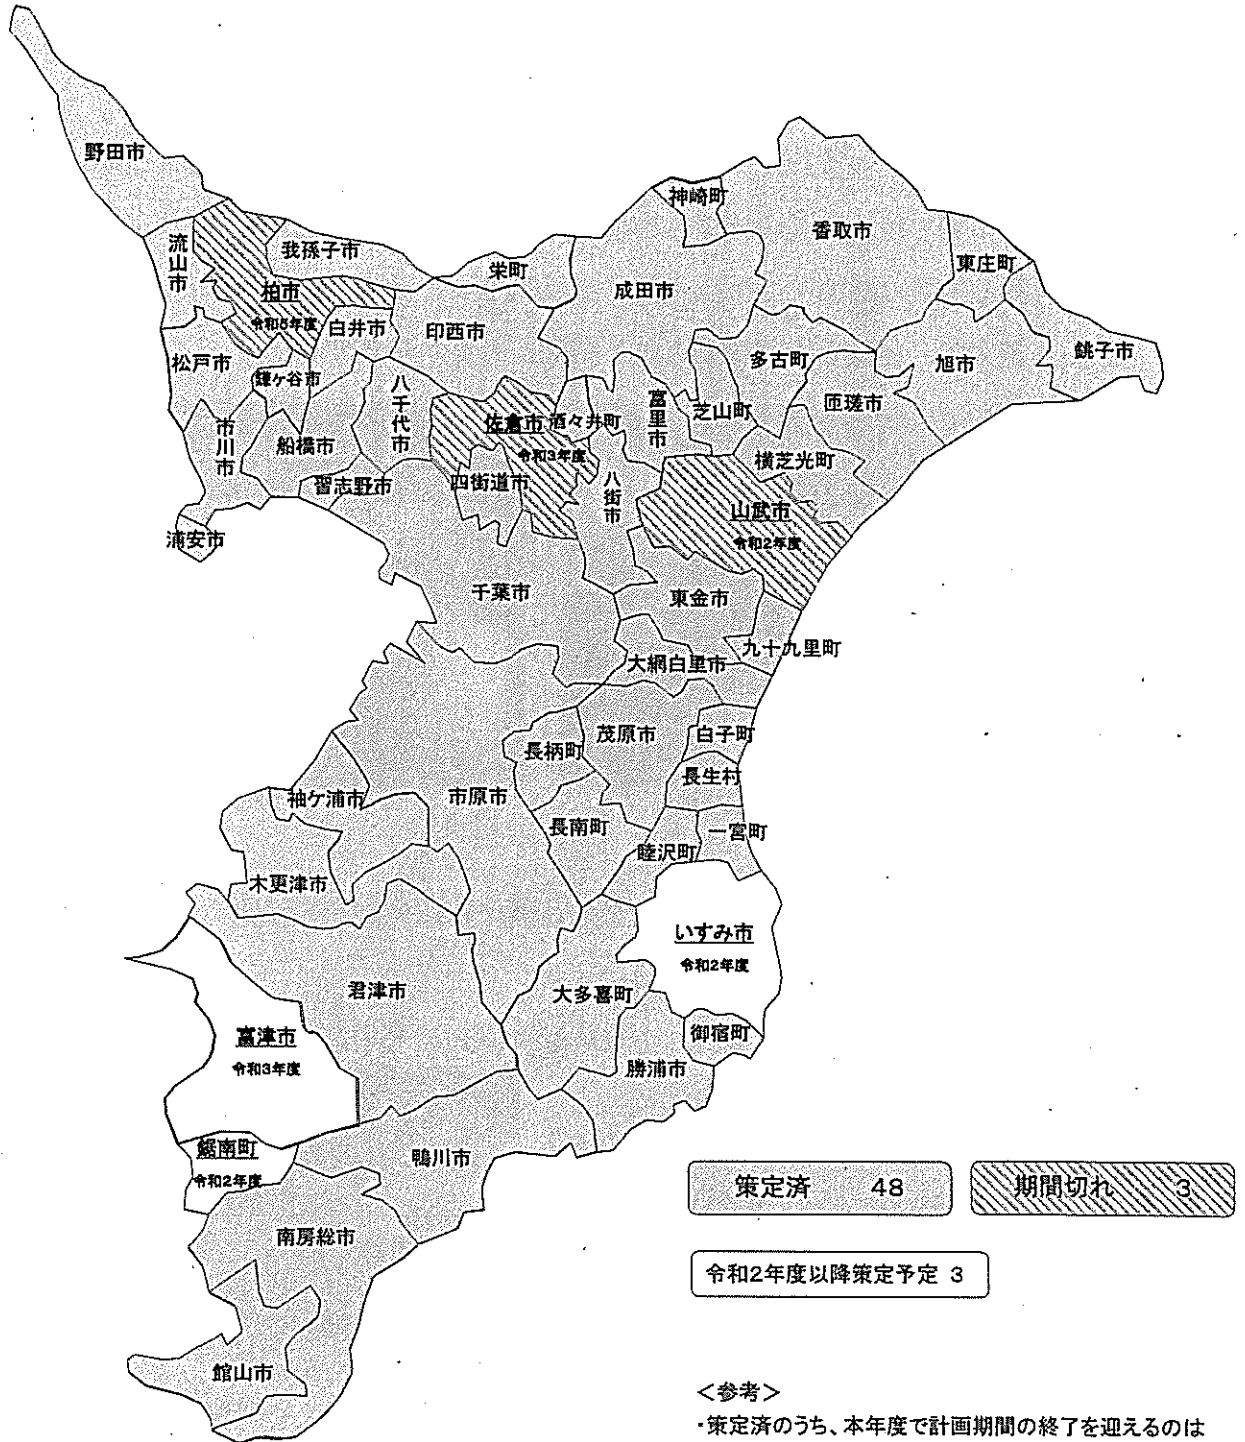 野田市
流山市
柏市
令和5年度
我孫子市
栄町
神崎町
成田市
香取市
東庄町
銚子市
旭市
多古町
匝瑳市
芝山町
横芝光町
松戸市
鎌ケ谷市
白井市
印西市
八千代市
佐倉市
令和3年度
酒々井町
富里市
市川市
船橋市
習志野市
四街道市
八街市
山武市
令和2年度
浦安市
千葉市
東金市
九十九里町
大網白里市
茂原市
白子町
長柄町
長生村
市原市
長南町
一宮町
睦沢町
袖ケ浦市
木更津市
いすみ市
令和2年度
君津市
大多喜町
御宿町
勝浦市
富津市
令和3年度
鋸南町
令和2年度
鴨川市
南房総市
館山市
策定済 48
期間切れ 3
令和2年度以降策定予定 3
<参考>
・策定済のうち、本年度で計画期間の終了を迎えるのは